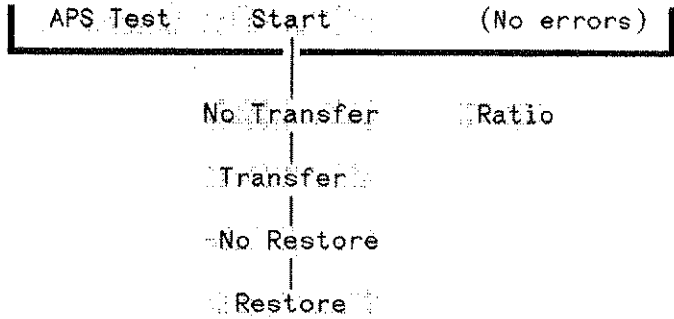 APS Test Start (No errors)
No Transfer Ratio
Transfer
No Restore
Restore